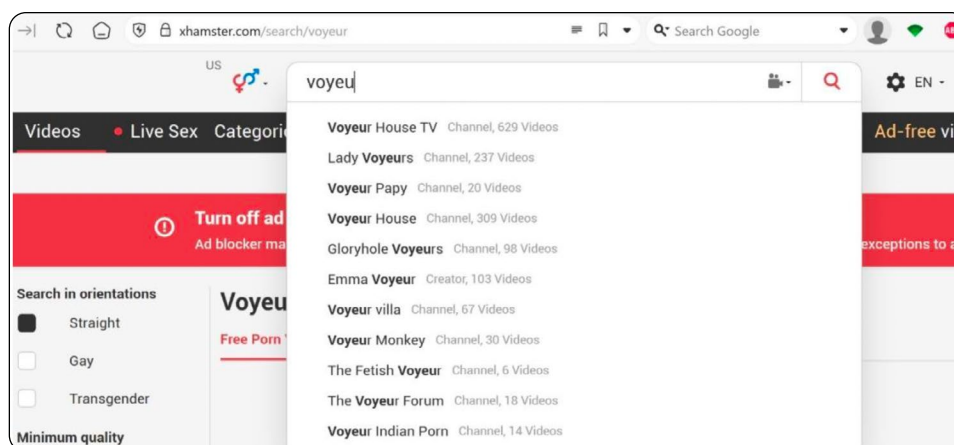 xhamster.com/search/voyeur
Search Google
US
voyeu
EN
Videos
Live Sex
Categori
Ad-free vi
Voyeur House TV Channel, 629 Videos
Lady Voyeurs Channel, 237 Videos
Voyeur Papy Channel, 20 Videos
Voyeur House Channel, 309 Videos
Gloryhole Voyeurs Channel, 98 Videos
Emma Voyeur Creator, 103 Videos
Voyeur villa Channel, 67 Videos
Voyeur Monkey Channel, 30 Videos
The Fetish Voyeur Channel, 6 Videos
The Voyeur Forum Channel, 18 Videos
Voyeur Indian Porn Channel, 14 Videos
Turn off ad
Ad blocker ma
exceptions to a
Search in orientations
Straight
Gay
Transgender
Minimum quality
Voyeu
Free Porn